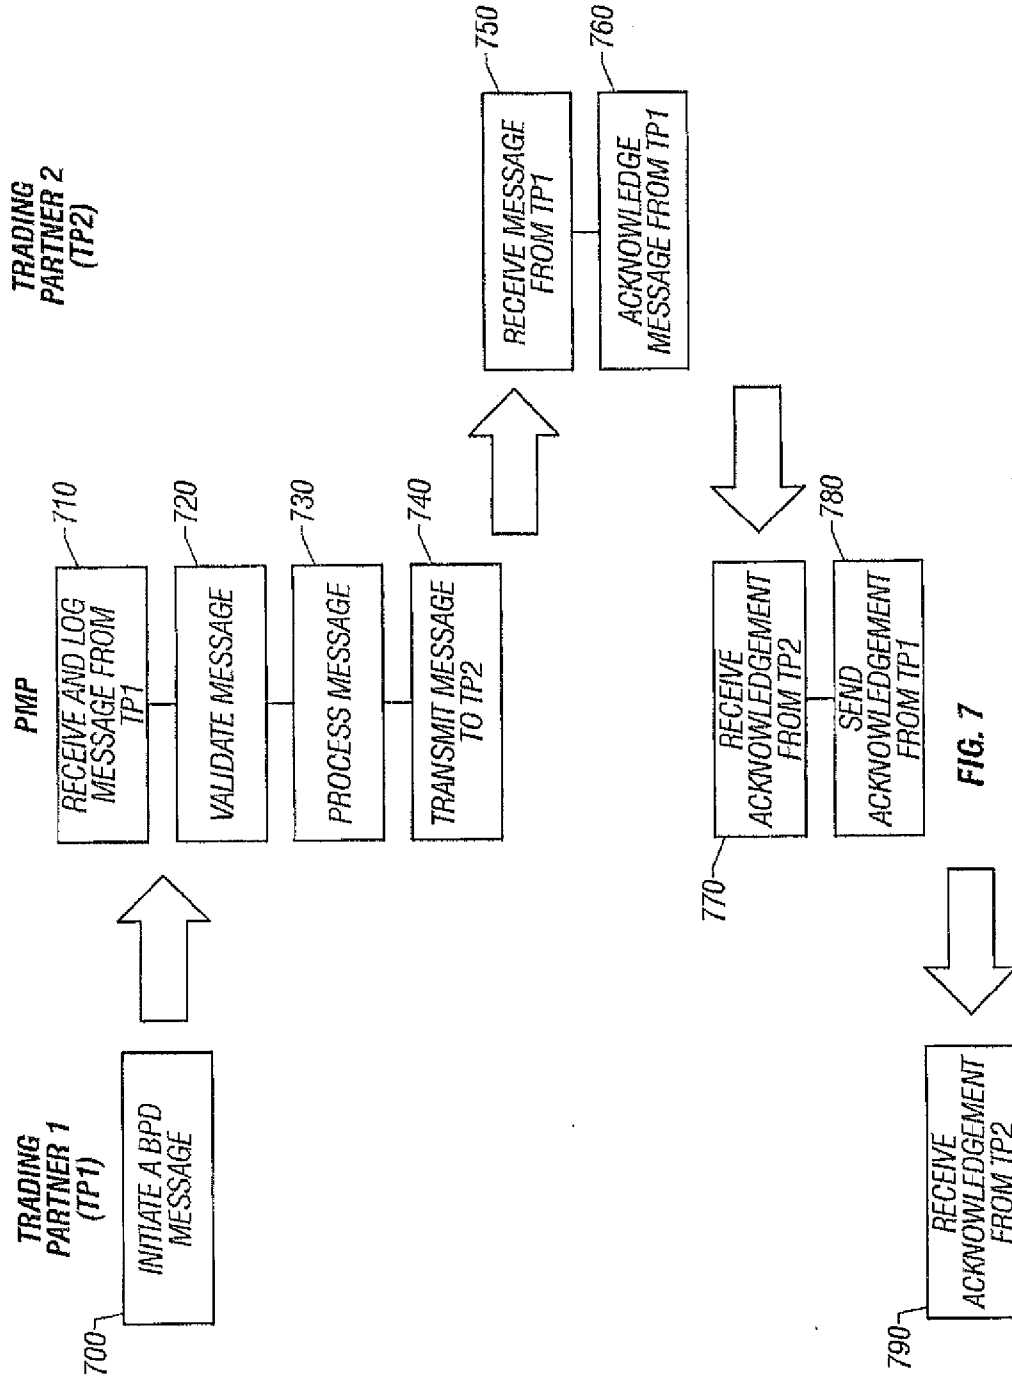 TRADING
PARTNER 1
(TP1)
PMP
TRADING
PARTNER 2
(TP2)
700
INITIATE A BPD
MESSAGE
710
RECEIVE AND LOG
MESSAGE FROM
TP1
720
VALIDATE MESSAGE
730
PROCESS MESSAGE
740
TRANSMIT MESSAGE
TO TP2
750
RECEIVE MESSAGE
FROM TP1
760
ACKNOWLEDGE
MESSAGE FROM TP1
770
RECEIVE
ACKNOWLEDGEMENT
FROM TP2
780
SEND
ACKNOWLEDGEMENT
FROM TP1
790
RECEIVE
ACKNOWLEDGEMENT
FROM TP2
FIG. 7